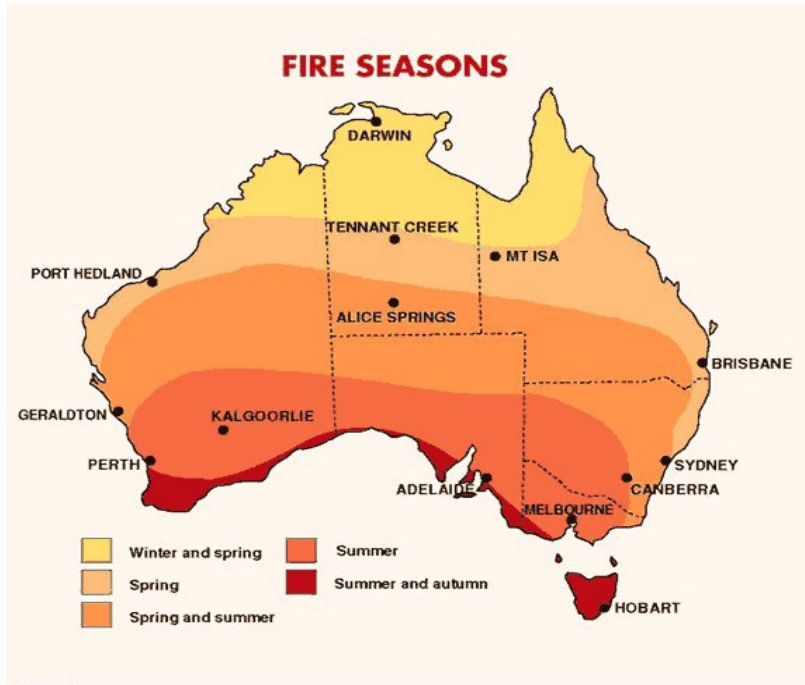 FIRE SEASONS
DARWIN
TENNANT CREEK
MT ISA
PORT HEDLAND
ALICE SPRINGS
BRISBANE
GERALDTON
KALGOORLIE
PERTH
SYDNEY
ADELAIDE
CANBERRA
MELBOURNE
Winter and spring
Summer
Spring
Summer and autumn
Spring and summer
HOBART